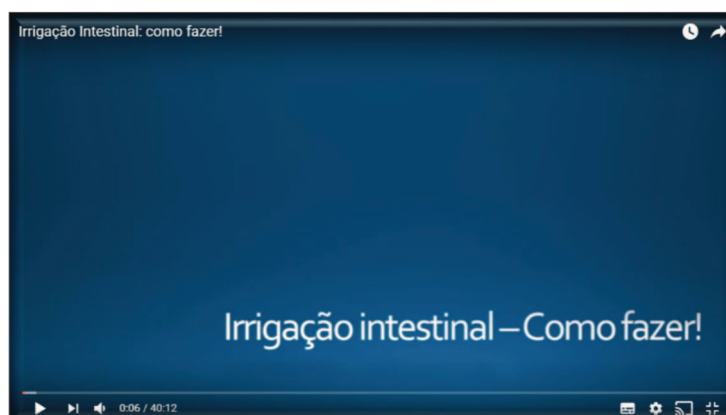 Irrigação Intestinal: como fazer!
Irrigação intestinal – Como fazer!
0:06 / 40:12